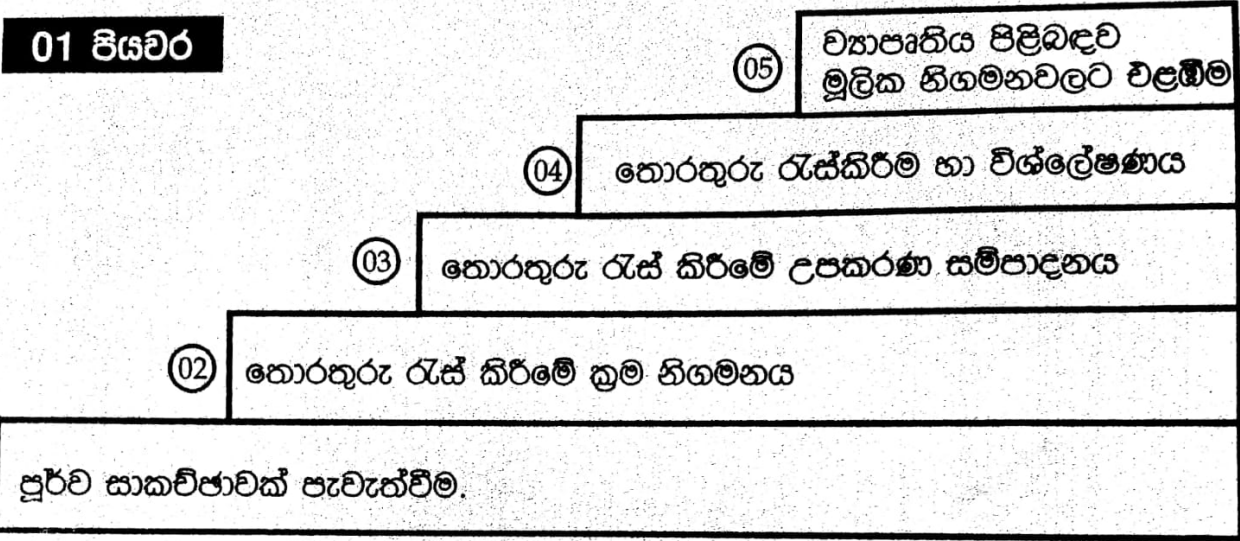 01 පියවර
05
ව්‍යාපෘතිය පිළිබඳව
මූලික නිගමනවලට එළඹීම
04
තොරතුරු රැස්කිරීම හා විශ්ලේෂණය
03
තොරතුරු රැස් කිරීමේ උපකරණ සම්පාදනය
02
තොරතුරු රැස් කිරීමේ ක්‍රම නිගමනය
පූර්ව සාකච්ඡාවක් පැවැත්වීම.